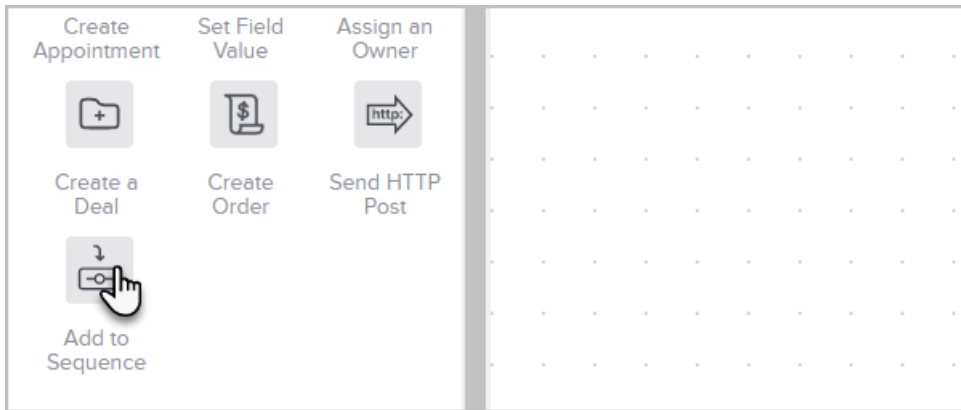 Create
Appointment
Set Field
Value
Assign an
Owner
$
http:
Create a
Deal
Create
Order
Send HTTP
Post
Add to
Sequence